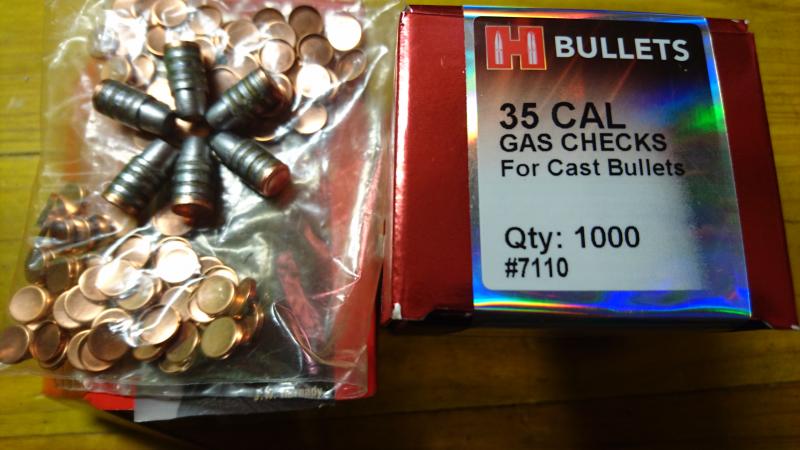 H BULLETS
35 CAL
GAS CHECKS
For Cast Bullets
Qty: 1000
#7110